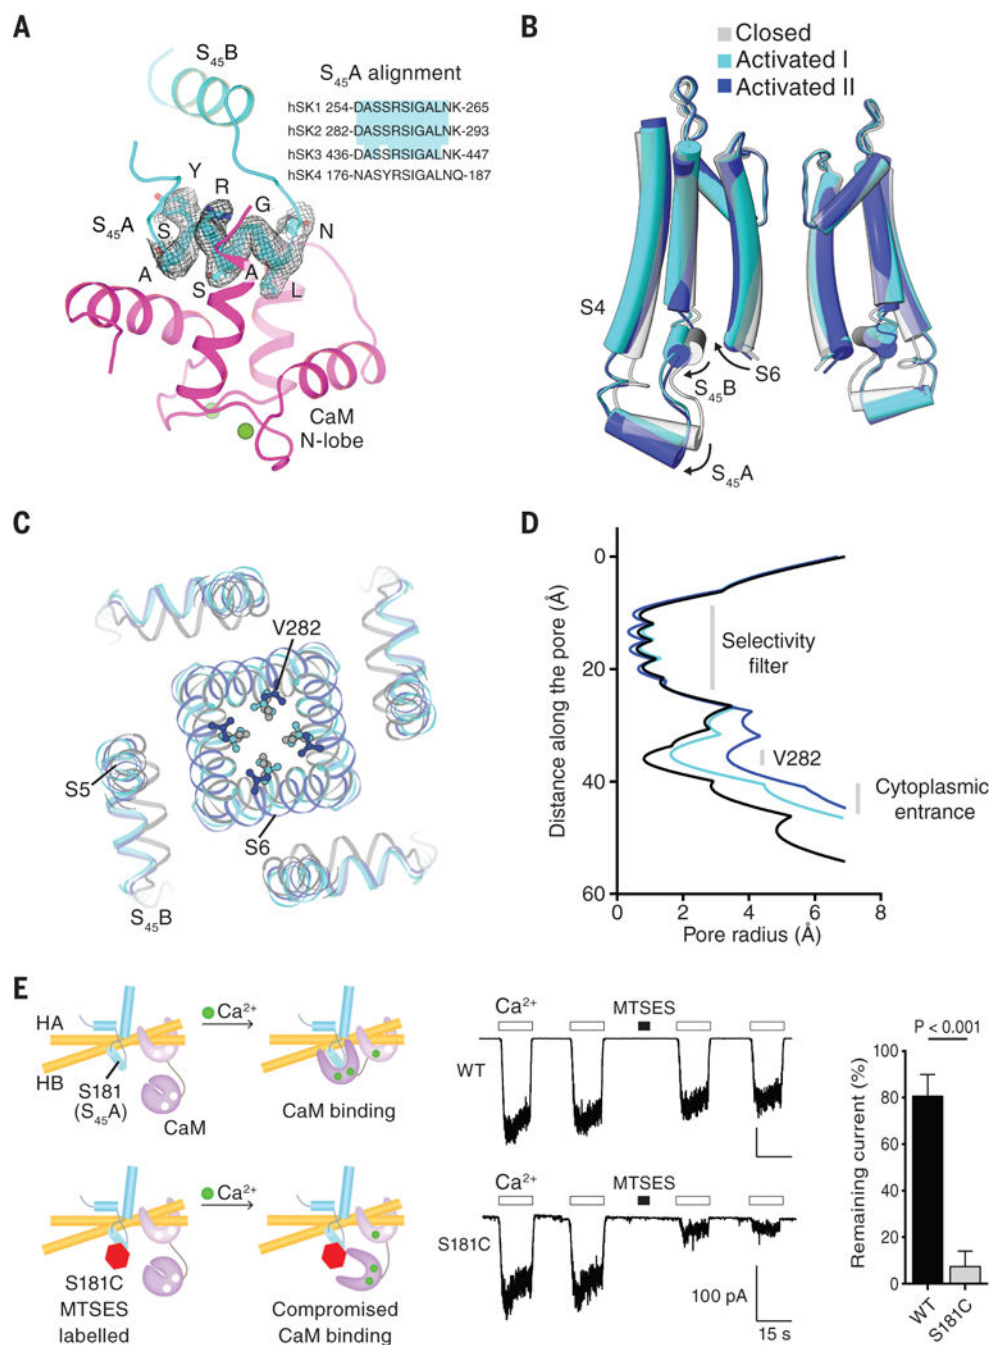 A
S45B
S45A alignment
hSK1 254-DASSRSIGALNK-265
hSK2 282-DASSRSIGALNK-293
hSK3 436-DASSRSIGALNK-447
hSK4 176-NASYRSIGALNQ-187
Y
R
G
S45A
S
N
A
S
A
L
CaM
N-lobe
B
Closed
Activated I
Activated II
S4
S6
S45B
S45A
C
V282
S5
S6
S45B
D
Distance along the pore (Å)
0
20
40
60
Selectivity
filter
V282
Cytoplasmic
entrance
0 2 4 6 8
Pore radius (Å)
E
HA
HB
Ca2+
S181
(S45A)
CaM
CaM binding
Ca2+
S181C
MTSES
labelled
Compromised
CaM binding
Ca2+ MTSES
WT
Ca2+ MTSES
S181C
100 pA
15 s
P < 0.001
Remaining current (%)
100
80
60
40
20
0
WT
S181C